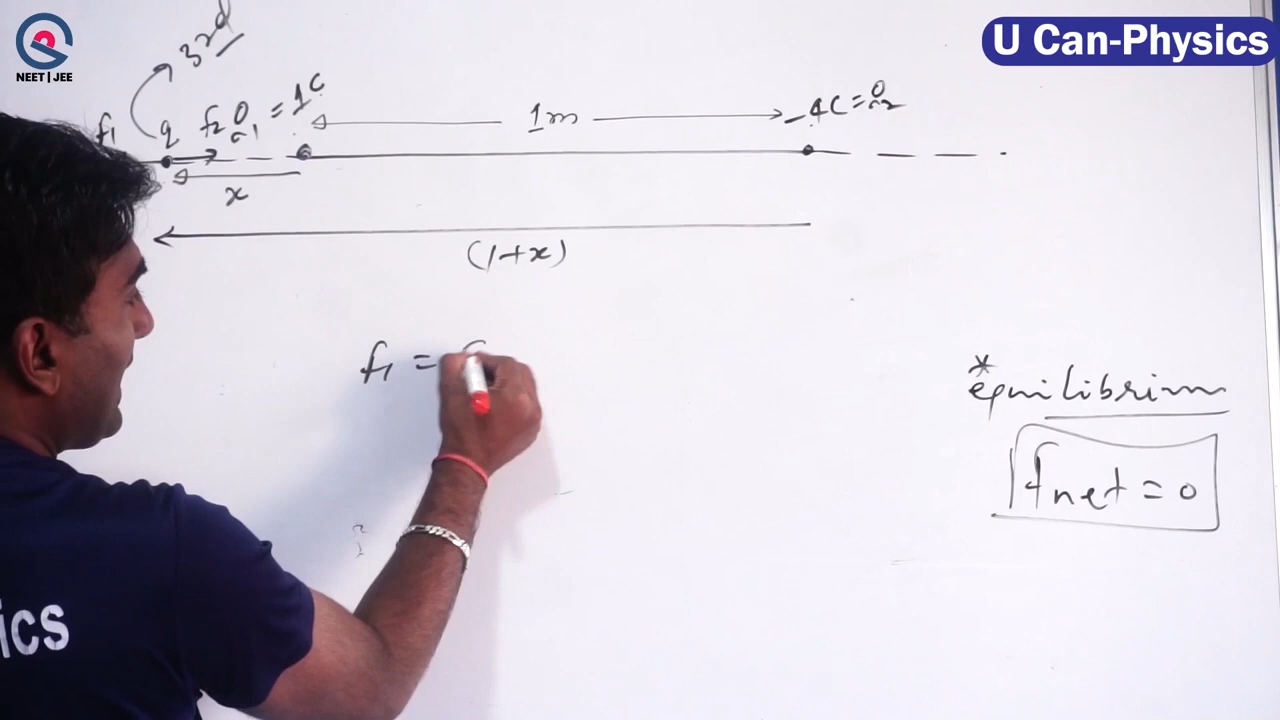 NEET | JEE
U Can-Physics
3rd
f1
q
f2
Q1 = 1C
1m
-4C = Q2
x
(1+x)
f1 =
*
equilibrium
fnet = 0
ics